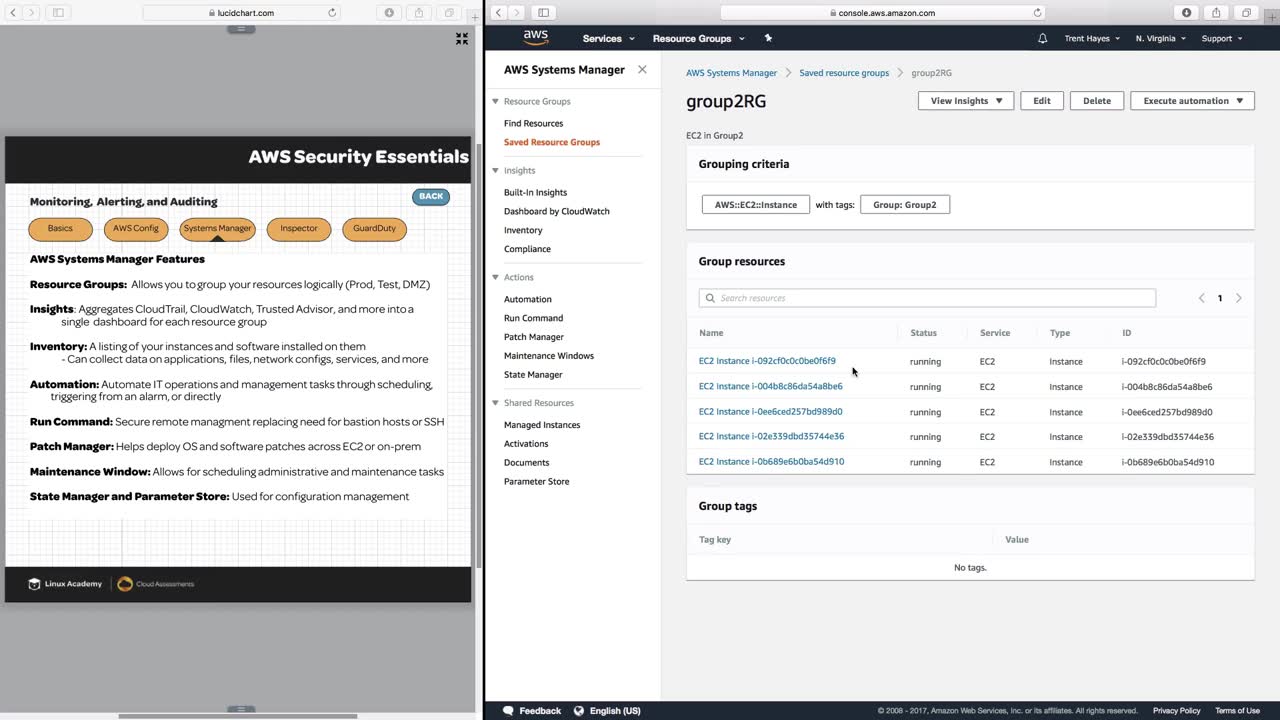 lucidchart.com
AWS Security Essentials
Monitoring, Alerting, and Auditing
BACK
Basics
AWS Config
Systems Manager
Inspector
GuardDuty
AWS Systems Manager Features
Resource Groups: Allows you to group your resources logically (Prod, Test, DMZ)
Insights: Aggregates CloudTrail, CloudWatch, Trusted Advisor, and more into a
single dashboard for each resource group
Inventory: A listing of your instances and software installed on them
- Can collect data on applications, files, network configs, services, and more
Automation: Automate IT operations and management tasks through scheduling,
triggering from an alarm, or directly
Run Command: Secure remote managment replacing need for bastion hosts or SSH
Patch Manager: Helps deploy OS and software patches across EC2 or on-prem
Maintenance Window: Allows for scheduling administrative and maintenance tasks
State Manager and Parameter Store: Used for configuration management
Linux Academy
Cloud Assessments
console.aws.amazon.com
aws
Services
Resource Groups
Trent Hayes
N. Virginia
Support
AWS Systems Manager
Resource Groups
Find Resources
Saved Resource Groups
Insights
Built-In Insights
Dashboard by CloudWatch
Inventory
Compliance
Actions
Automation
Run Command
Patch Manager
Maintenance Windows
State Manager
Shared Resources
Managed Instances
Activations
Documents
Parameter Store
AWS Systems Manager > Saved resource groups > group2RG
group2RG
View Insights
Edit
Delete
Execute automation
EC2 in Group2
Grouping criteria
AWS::EC2::Instance with tags: Group: Group2
Group resources
Search resources
1
Name Status Service Type ID
EC2 Instance i-092cf0c0c0be0f6f9 running EC2 Instance i-092cf0c0c0be0f6f9
EC2 Instance i-004b8c86da54a8be6 running EC2 Instance i-004b8c86da54a8be6
EC2 Instance i-0ee6ced257bd989d0 running EC2 Instance i-0ee6ced257bd989d0
EC2 Instance i-02e339dbd35744e36 running EC2 Instance i-02e339dbd35744e36
EC2 Instance i-0b689e6b0ba54d910 running EC2 Instance i-0b689e6b0ba54d910
Group tags
Tag key Value
No tags.
Feedback
English (US)
© 2008 - 2017, Amazon Web Services, Inc. or its affiliates. All rights reserved.
Privacy Policy
Terms of Use